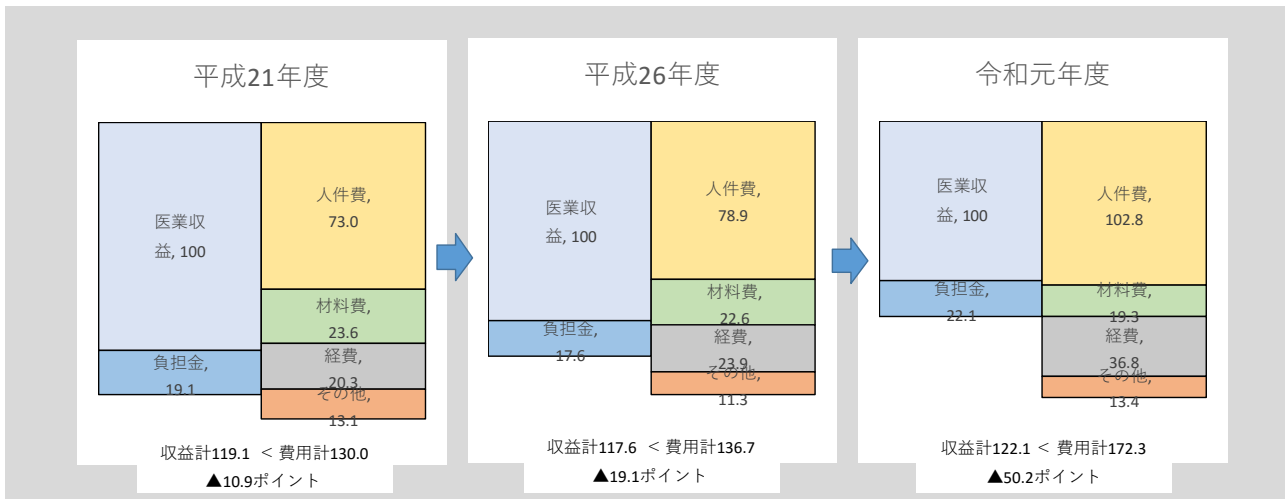 平成21年度
医業収
益, 100
負担金,
19.1
人件費,
73.0
材料費,
23.6
経費,
20.3
その他,
13.1
収益計119.1 < 費用計130.0
▲10.9ポイント
平成26年度
医業収
益, 100
負担金,
17.6
人件費,
78.9
材料費,
22.6
経費,
23.9
その他,
11.3
収益計117.6 < 費用計136.7
▲19.1ポイント
令和元年度
医業収
益, 100
負担金,
22.1
人件費,
102.8
材料費,
19.3
経費,
36.8
その他,
13.4
収益計122.1 < 費用計172.3
▲50.2ポイント